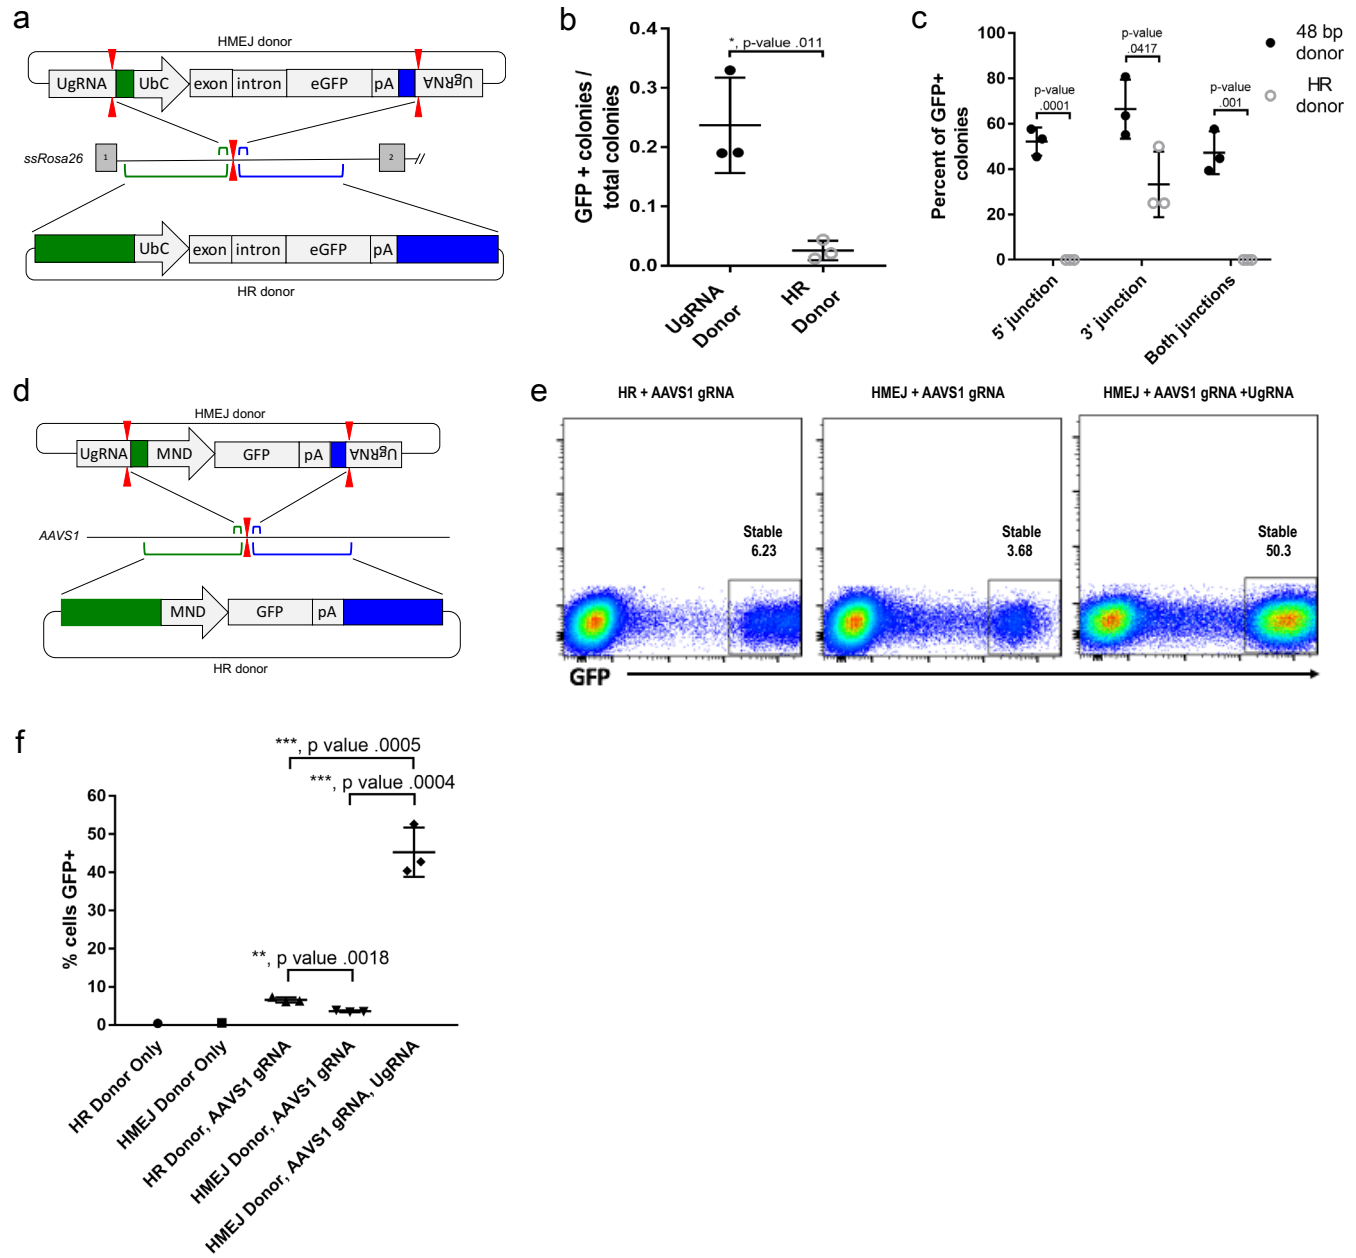 a
HMEJ donor
UgRNA
UbC
exon
intron
eGFP
pA
UgRNA
ssRosa26
1
2
UbC
exon
intron
eGFP
pA
HR donor
b
GFP + colonies /
total colonies
0.4
0.3
0.2
0.1
0.0
*, p-value .011
UgRNA
Donor
HR
Donor
c
Percent of GFP+
colonies
100
80
60
40
20
0
p-value
.0001
p-value
.0417
p-value
.001
48 bp
donor
HR
donor
5' junction
3' junction
Both junctions
d
HMEJ donor
UgRNA
MND
GFP
pA
UgRNA
AAVS1
MND
GFP
pA
HR donor
e
HR + AAVS1 gRNA
HMEJ + AAVS1 gRNA
HMEJ + AAVS1 gRNA +UgRNA
Stable
6.23
Stable
3.68
Stable
50.3
GFP
f
***, p value .0005
***, p value .0004
**, p value .0018
% cells GFP+
60
50
40
30
20
10
0
HR Donor Only
HMEJ Donor Only
HR Donor, AAVS1 gRNA
HMEJ Donor, AAVS1 gRNA
HMEJ Donor, AAVS1 gRNA, UgRNA